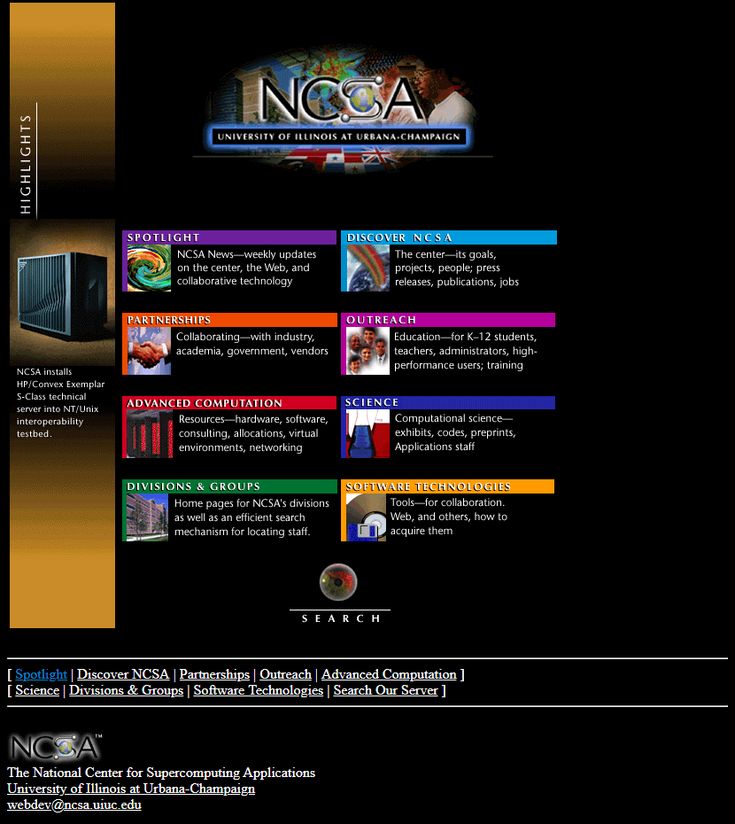 HIGHLIGHTS
NCSA
UNIVERSITY OF ILLINOIS AT URBANA-CHAMPAIGN
NCSA installs
HP/Convex Exemplar
S-Class technical
server into NT/Unix
interoperability
testbed.
SPOTLIGHT
NCSA News—weekly updates
on the center, the Web, and
collaborative technology
DISCOVER NCSA
The center—its goals,
projects, people; press
releases, publications, jobs
PARTNERSHIPS
Collaborating—with industry,
academia, government, vendors
OUTREACH
Education—for K–12 students,
teachers, administrators, high-
performance users; training
ADVANCED COMPUTATION
Resources—hardware, software,
consulting, allocations, virtual
environments, networking
SCIENCE
Computational science—
exhibits, codes, preprints,
Applications staff
DIVISIONS & GROUPS
Home pages for NCSA's divisions
as well as an efficient search
mechanism for locating staff.
SOFTWARE TECHNOLOGIES
Tools—for collaboration.
Web, and others, how to
acquire them
SEARCH
[ Spotlight | Discover NCSA | Partnerships | Outreach | Advanced Computation ]
[ Science | Divisions & Groups | Software Technologies | Search Our Server ]
NCSA™
The National Center for Supercomputing Applications
University of Illinois at Urbana-Champaign
webdev@ncsa.uiuc.edu